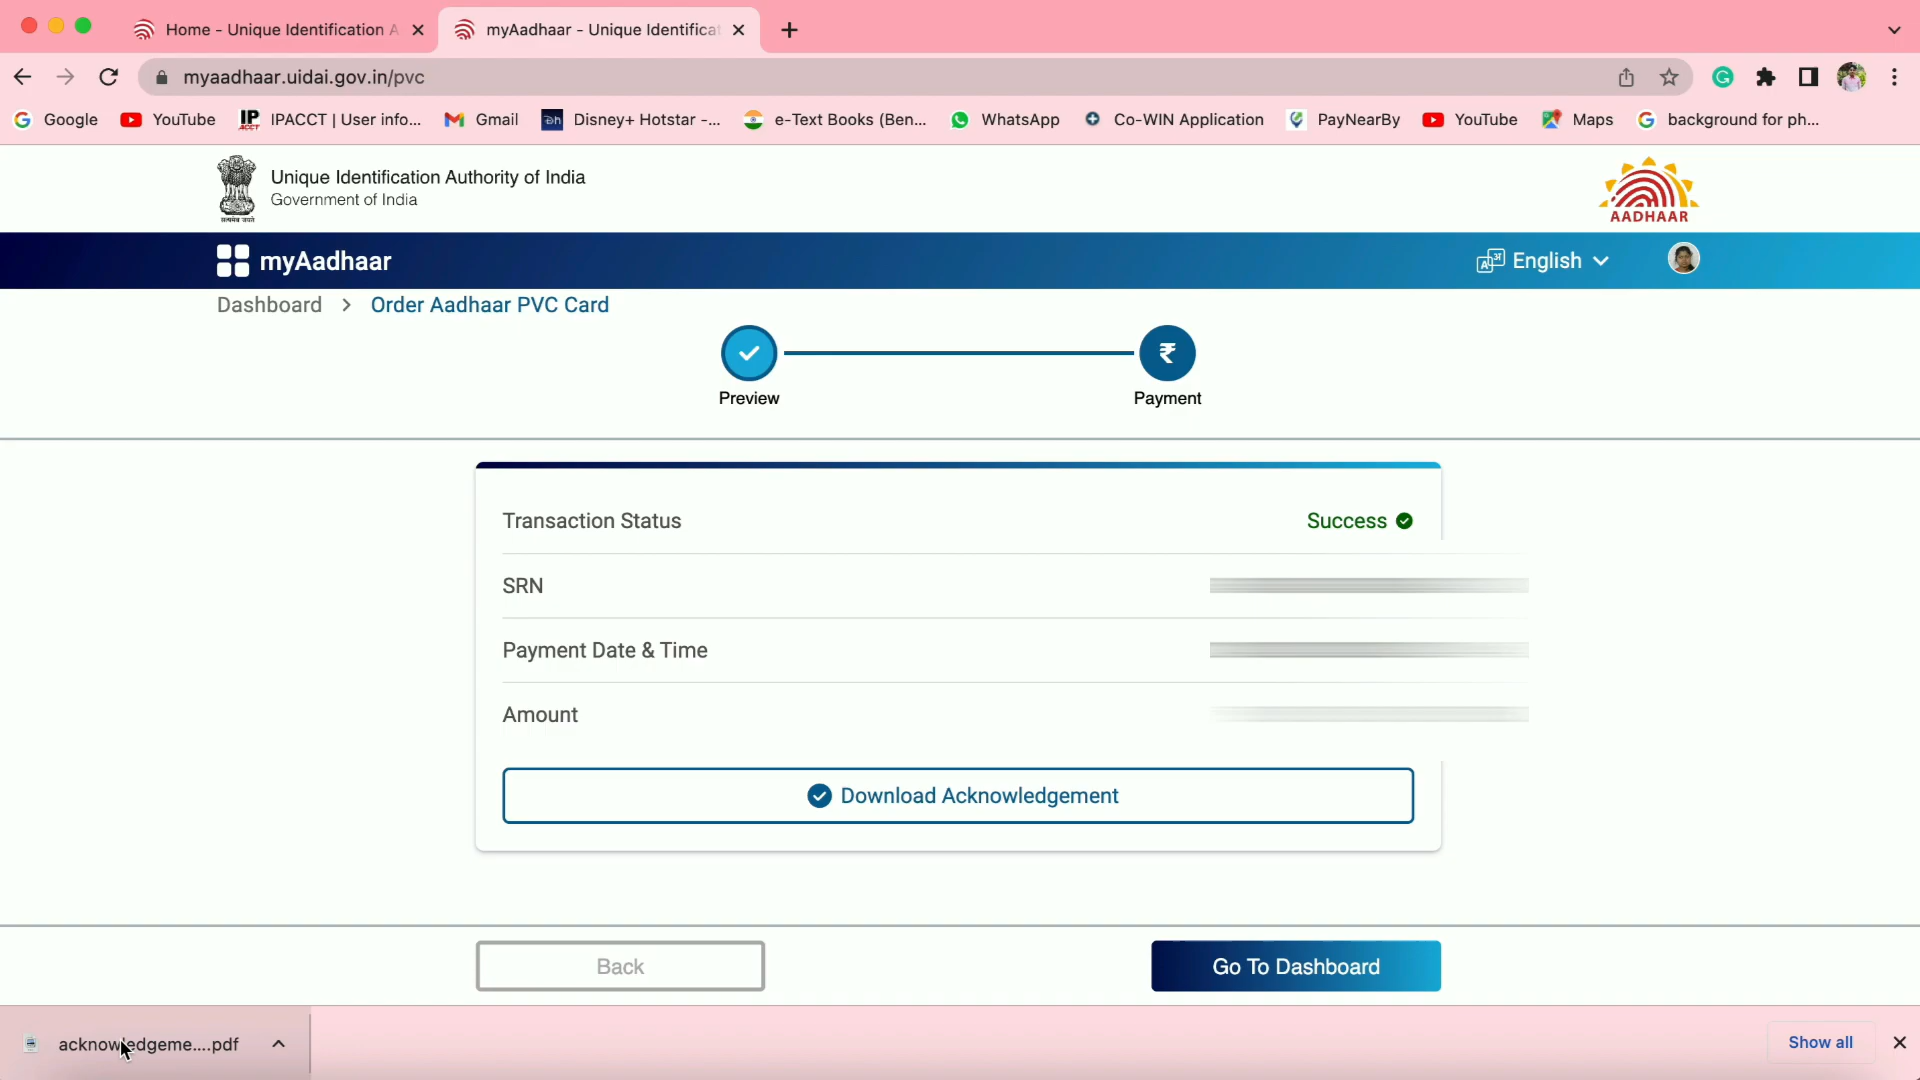 Home - Unique Identification A
myAadhaar - Unique Identificat
myaadhaar.uidai.gov.in/pvc
Google
YouTube
IPACCT | User info...
Gmail
Disney+ Hotstar -...
e-Text Books (Ben...
WhatsApp
Co-WIN Application
PayNearBy
YouTube
Maps
background for ph...
सत्यमेव जयते
Unique Identification Authority of India
Government of India
AADHAAR
myAadhaar
English
Dashboard > Order Aadhaar PVC Card
₹
Preview
Payment
Transaction Status
Success
SRN
Payment Date & Time
Amount
Download Acknowledgement
Back
Go To Dashboard
acknowledgeme....pdf
Show all